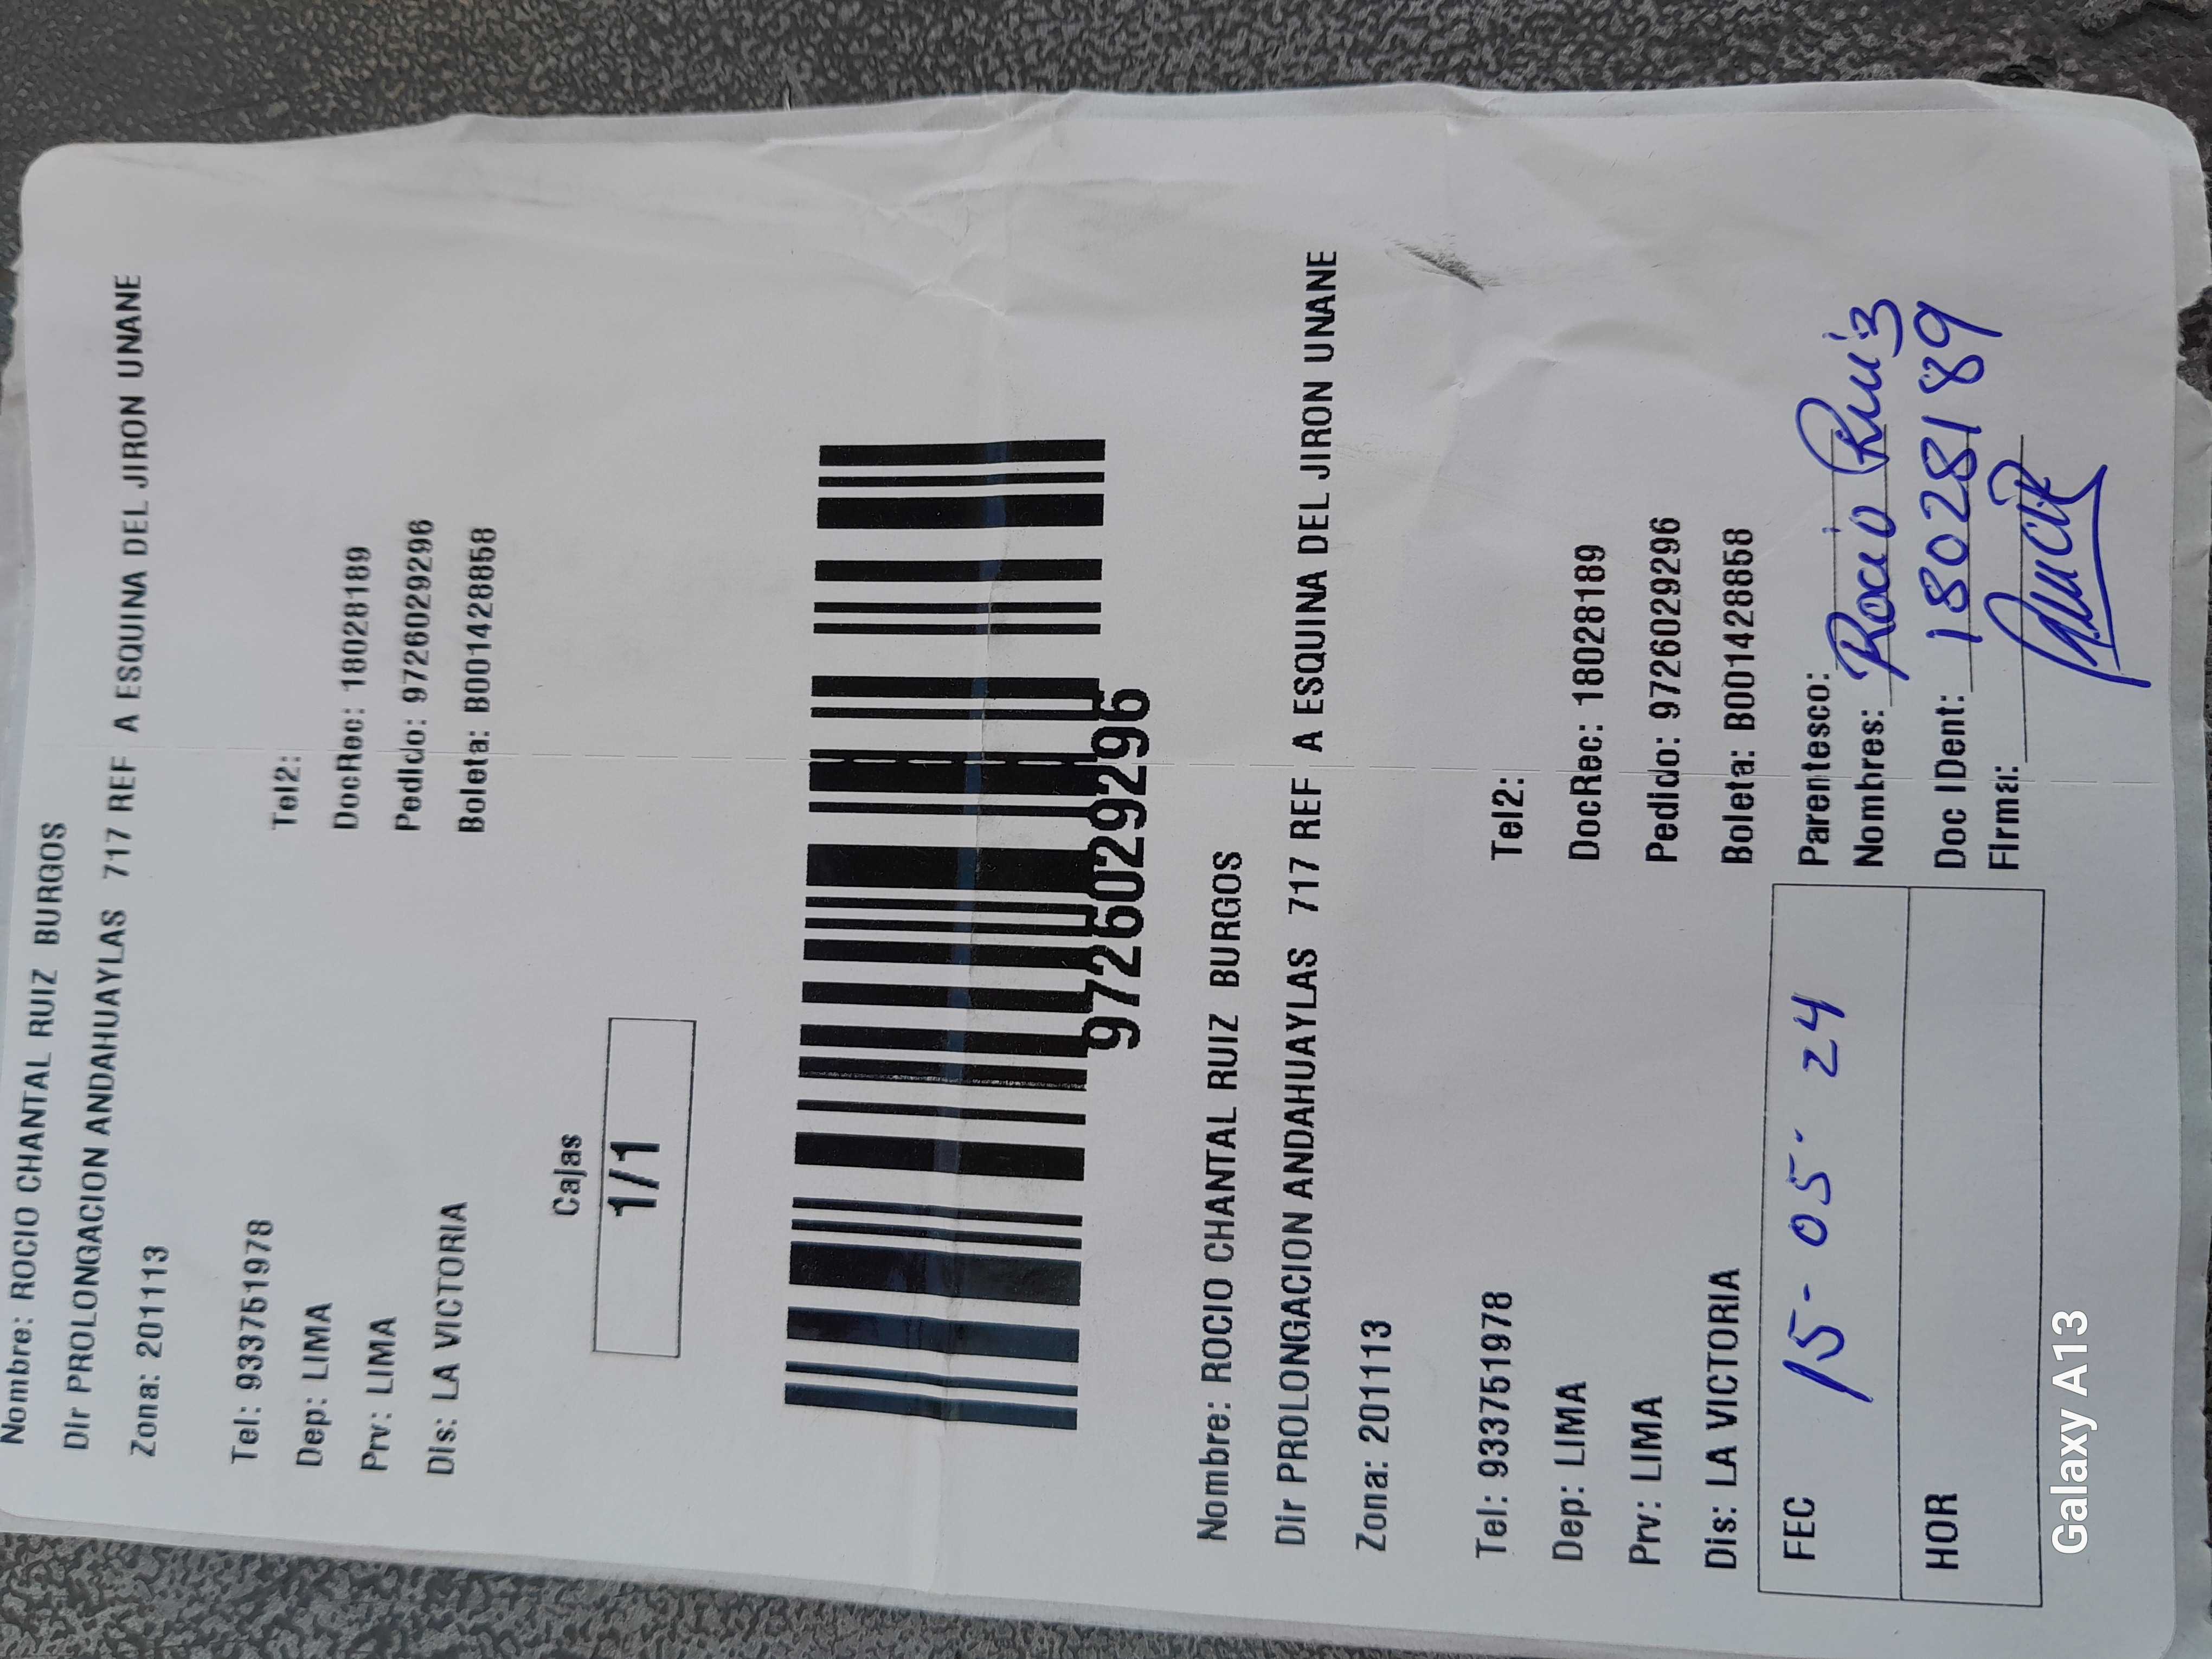 Nombre: ROCIO CHANTAL RUIZ BURGOS
Dir PROLONGACION ANDAHUAYLAS 717 REF A ESQUINA DEL JIRON UNANE
Zona: 201113
Tel: 933751978 Tel2:
Dep: LIMA DocRec: 18028189
Prv: LIMA Pedido: 9726029296
Dis: LA VICTORIA Boleta: B001428858
Cajas
1/1
9726029296
Nombre: ROCIO CHANTAL RUIZ BURGOS
Dir PROLONGACION ANDAHUAYLAS 717 REF A ESQUINA DEL JIRON UNANE
Zona: 201113
Tel: 933751978 Tel2:
Dep: LIMA DocRec: 18028189
Prv: LIMA Pedido: 9726029296
Dis: LA VICTORIA Boleta: B001428858
FEC 15-05-24 Parentesco:
Nombres: Rocio Ruiz
HOR Doc IDent: 18028189
Firma:
Galaxy A13